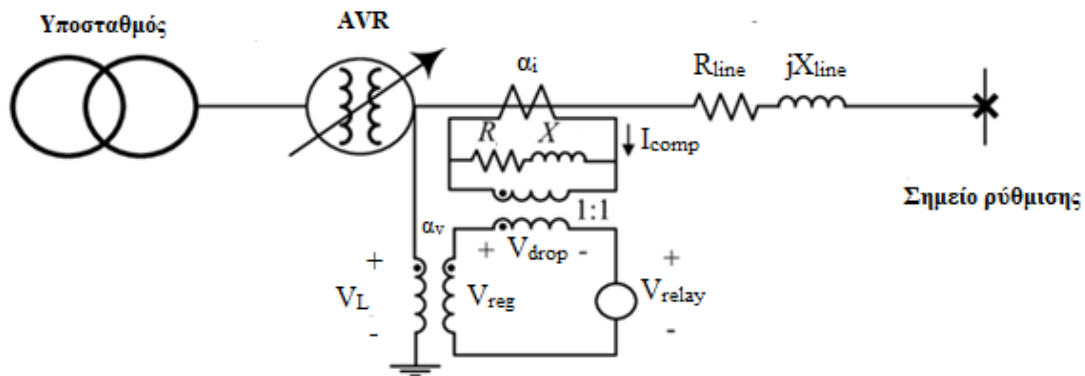 Υποσταθμός
AVR
αi
Rline
jXline
R
X
Icomp
1:1
Σημείο ρύθμισης
αv
+
Vdrop
-
+
VL
-
Vreg
+
Vrelay
-